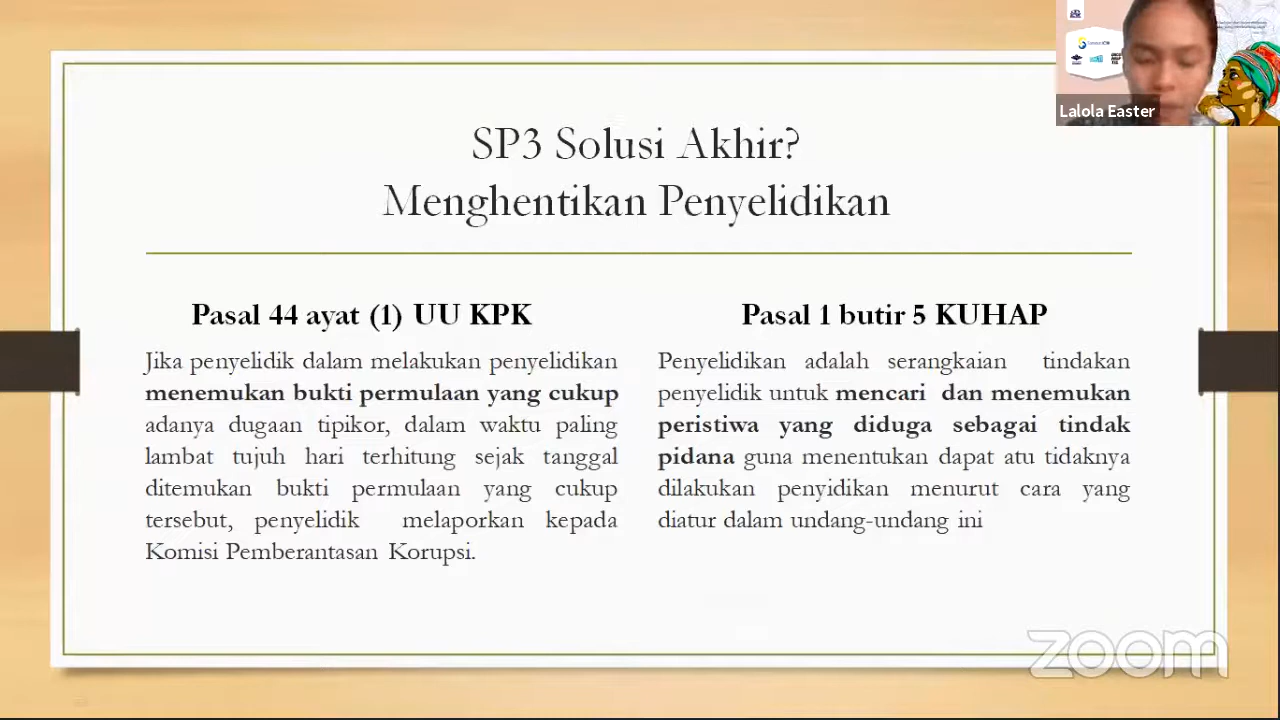 SP3 Solusi Akhir?
Menghentikan Penyelidikan
Pasal 44 ayat (1) UU KPK
Jika penyelidik dalam melakukan penyelidikan
menemukan bukti permulaan yang cukup
adanya dugaan tipikor, dalam waktu paling
lambat tujuh hari terhitung sejak tanggal
ditemukan bukti permulaan yang cukup
tersebut, penyelidik melaporkan kepada
Komisi Pemberantasan Korupsi.
Pasal 1 butir 5 KUHAP
Penyelidikan adalah serangkaian tindakan
penyelidik untuk mencari dan menemukan
peristiwa yang diduga sebagai tindak
pidana guna menentukan dapat atu tidaknya
dilakukan penyidikan menurut cara yang
diatur dalam undang-undang ini
Lalola Easter
zoom